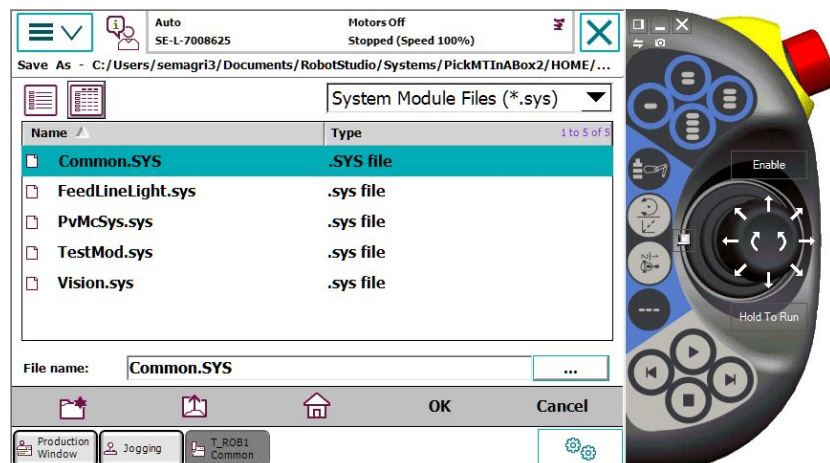 Auto
SE-L-7008625
Motors Off
Stopped (Speed 100%)
Save As - C:/Users/semagri3/Documents/RobotStudio/Systems/PickMTInABox2/HOME/...
System Module Files (*.sys)
Name
Type
1 to 5 of 5
Common.SYS
.SYS file
FeedLineLight.sys
.sys file
PvMcSys.sys
.sys file
TestMod.sys
.sys file
Vision.sys
.sys file
File name:
Common.SYS
...
OK
Cancel
Production
Window
Jogging
T_ROB1
Common
Enable
Hold To Run